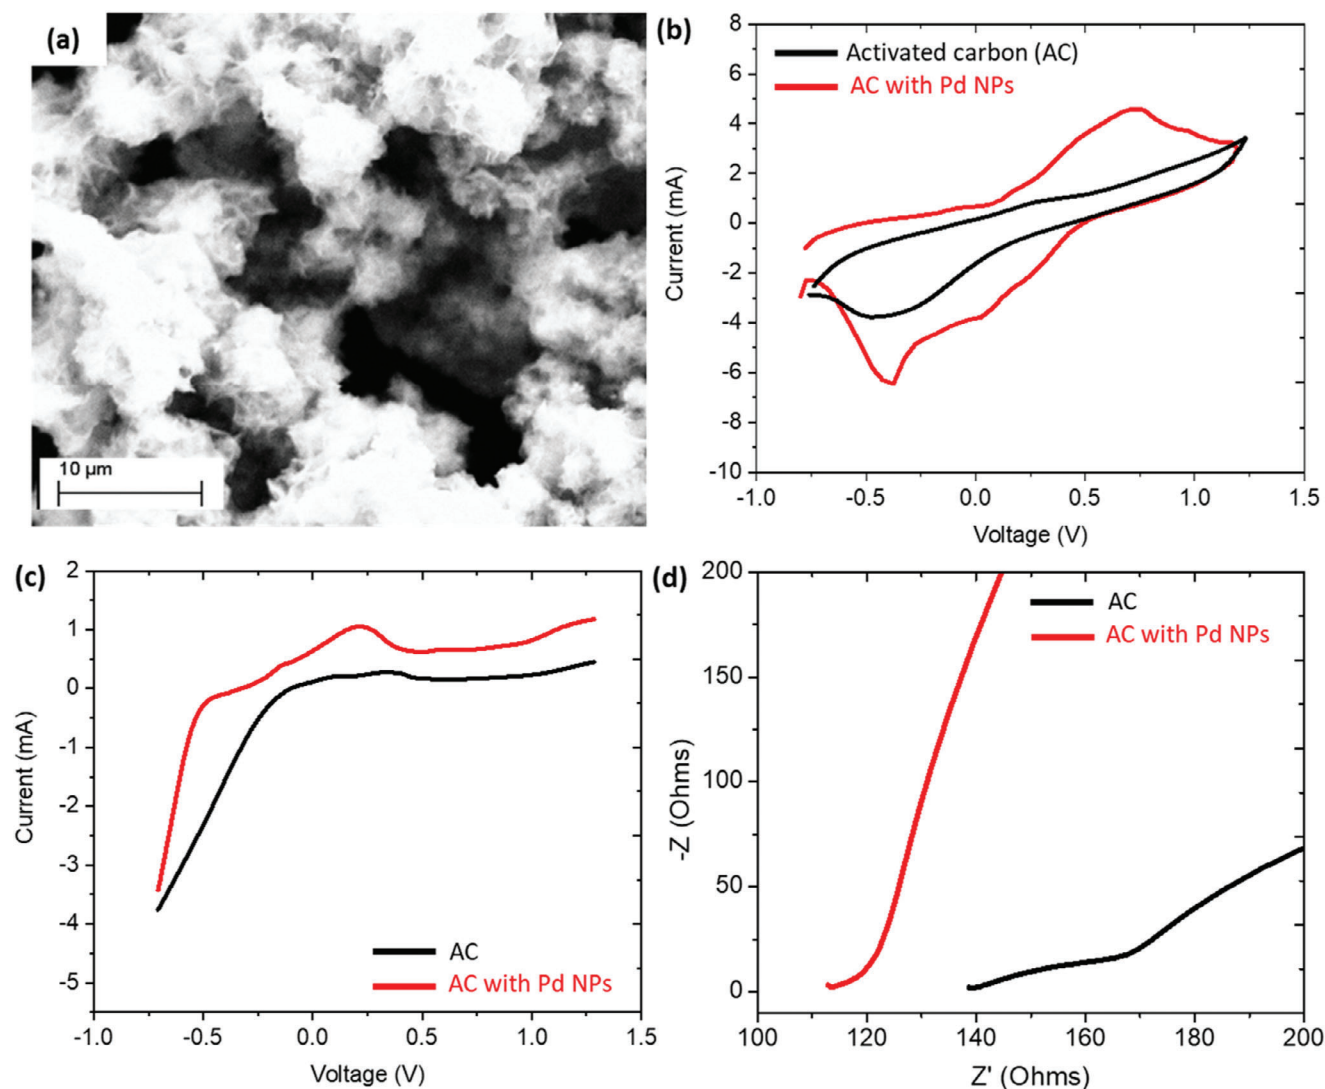 (a)
10 µm
(b)
Activated carbon (AC)
AC with Pd NPs
8
6
4
2
0
-2
-4
-6
-8
-10
Current (mA)
-1.0 -0.5 0.0 0.5 1.0 1.5
Voltage (V)
(c)
2
1
0
-1
-2
-3
-4
-5
Current (mA)
AC
AC with Pd NPs
-1.0 -0.5 0.0 0.5 1.0 1.5
Voltage (V)
(d)
AC
AC with Pd NPs
200
150
100
50
0
-Z (Ohms)
100 120 140 160 180 200
Z' (Ohms)